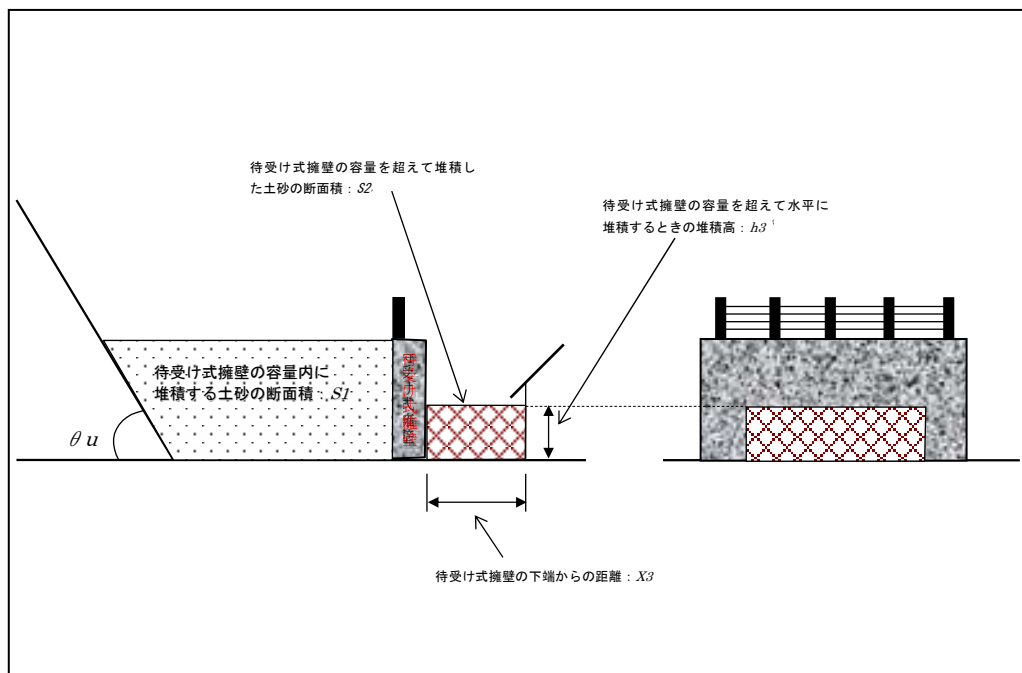 待受け式擁壁の容量を超えて堆積し
た土砂の断面積：S2
待受け式擁壁の容量を超えて水平に
堆積するときの堆積高：h3
待受け式擁壁の容量内に
堆積する土砂の断面積：S1
待受け式擁壁
θu
待受け式擁壁の下端からの距離：X3